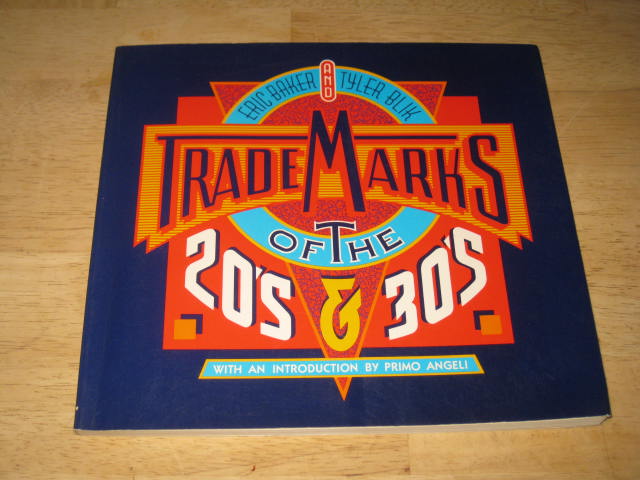 ERIC BAKER AND TYLER BLIK
TRADEMARKS
OF THE
20'S & 30'S
WITH AN INTRODUCTION BY PRIMO ANGELI